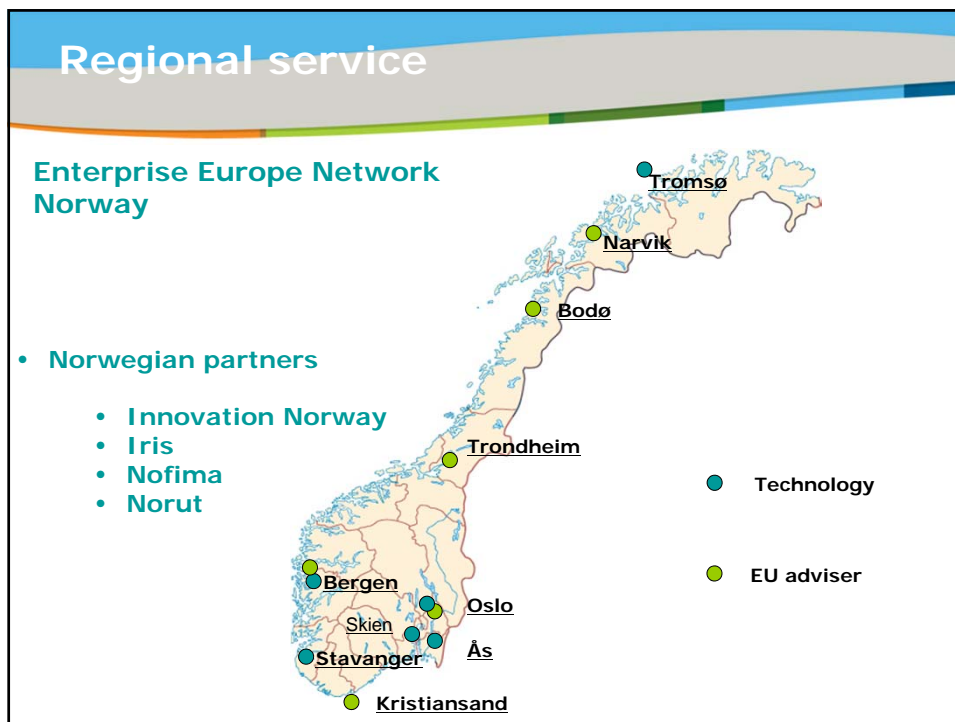 Regional service
Enterprise Europe Network
Norway
• Norwegian partners
• Innovation Norway
• Iris
• Nofima
• Norut
Tromsø
Narvik
Bodø
Trondheim
Bergen
Oslo
Skien
Ås
Stavanger
Kristiansand
Technology
EU adviser